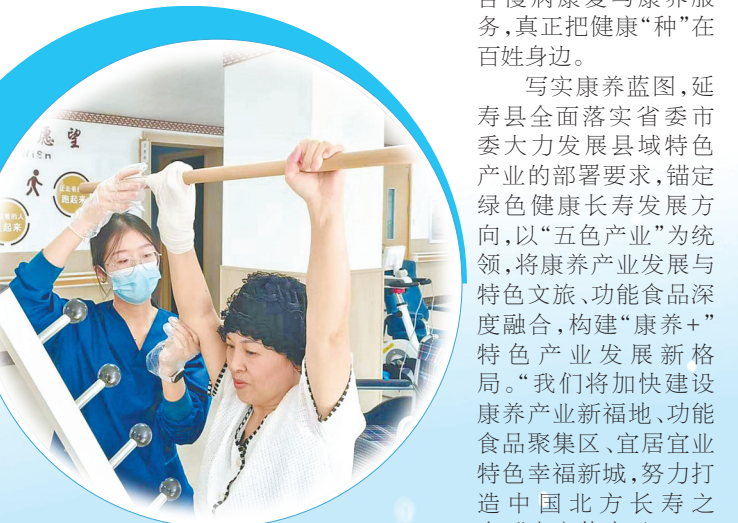 愿望
跑起来
起来
务,真正把健康“种”在
百姓身边。
写实康养蓝图,延
寿县全面落实省委市
委大力发展县域特色
产业的部署要求,锚定
绿色健康长寿发展方
向,以“五色产业”为统
领,将康养产业发展与
特色文旅、功能食品深
度融合,构建“康养+”
特色产业发展新格
局。“我们将加快建设
康养产业新福地、功能
食品聚集区、宜居宜业
特色幸福新城,努力打
造中国北方长寿之